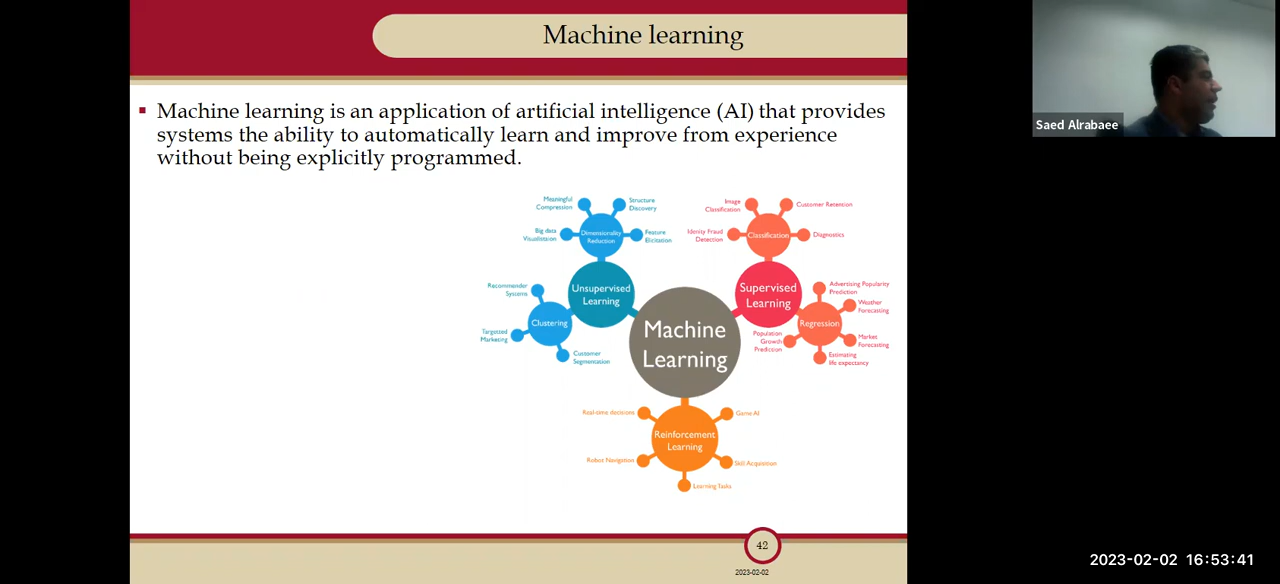 Machine learning
Saed Alrabaee
▪ Machine learning is an application of artificial intelligence (AI) that provides
systems the ability to automatically learn and improve from experience
without being explicitly programmed.
Meaningful
Compression
Structure
Discovery
Big data
Visualistation
Dimensionality
Reduction
Feature
Elicitation
Image
Classification
Customer Retention
Idenity Fraud
Detection
Classification
Diagnostics
Recommender
Systems
Unsupervised
Learning
Supervised
Learning
Advertising Popularity
Prediction
Weather
Forecasting
Clustering
Regression
Targetted
Marketing
Customer
Segmentation
Machine
Learning
Population
Growth
Prediction
Market
Forecasting
Estimating
life expectancy
Real-time decisions
Game AI
Reinforcement
Learning
Robot Navigation
Skill Acquisition
Learning Tasks
42
2023-02-02
2023-02-02 16:53:41